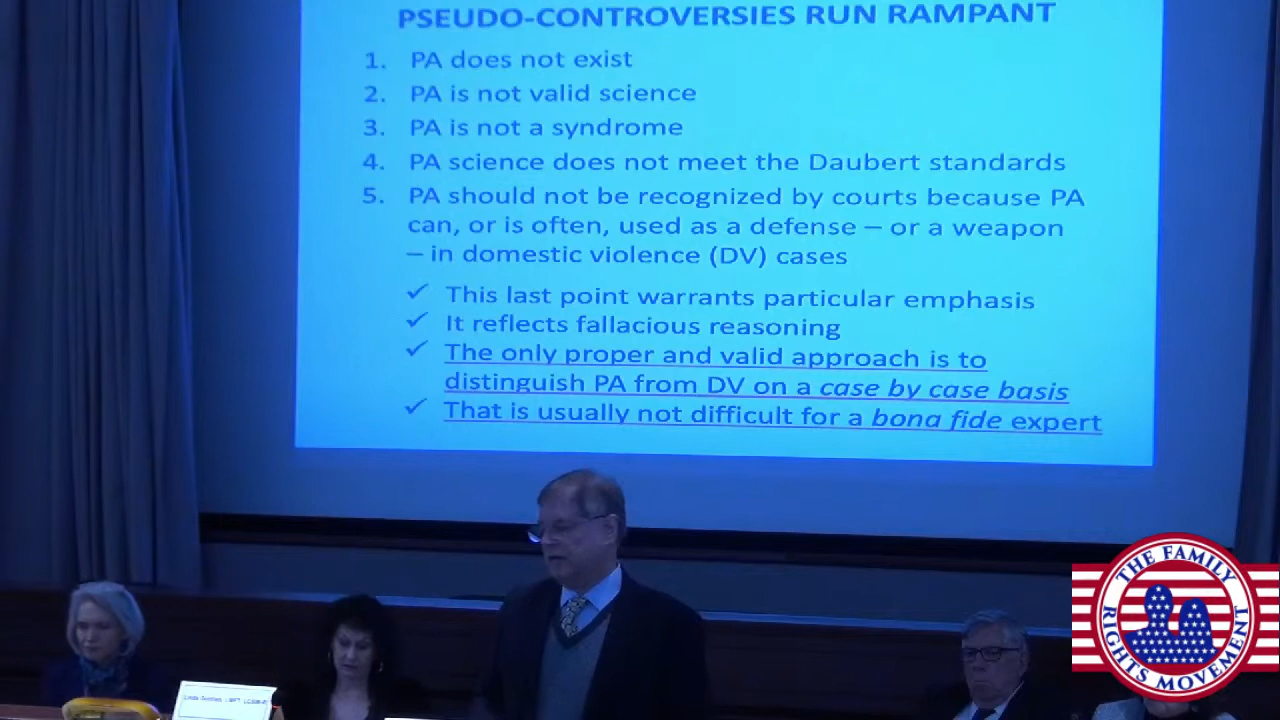 PSEUDO-CONTROVERSIES RUN RAMPANT
1. PA does not exist
2. PA is not valid science
3. PA is not a syndrome
4. PA science does not meet the Daubert standards
5. PA should not be recognized by courts because PA
can, or is often, used as a defense – or a weapon
– in domestic violence (DV) cases
✓ This last point warrants particular emphasis
✓ It reflects fallacious reasoning
✓ The only proper and valid approach is to
distinguish PA from DV on a case by case basis
✓ That is usually not difficult for a bona fide expert
THE FAMILY
RIGHTS MOVEMENT